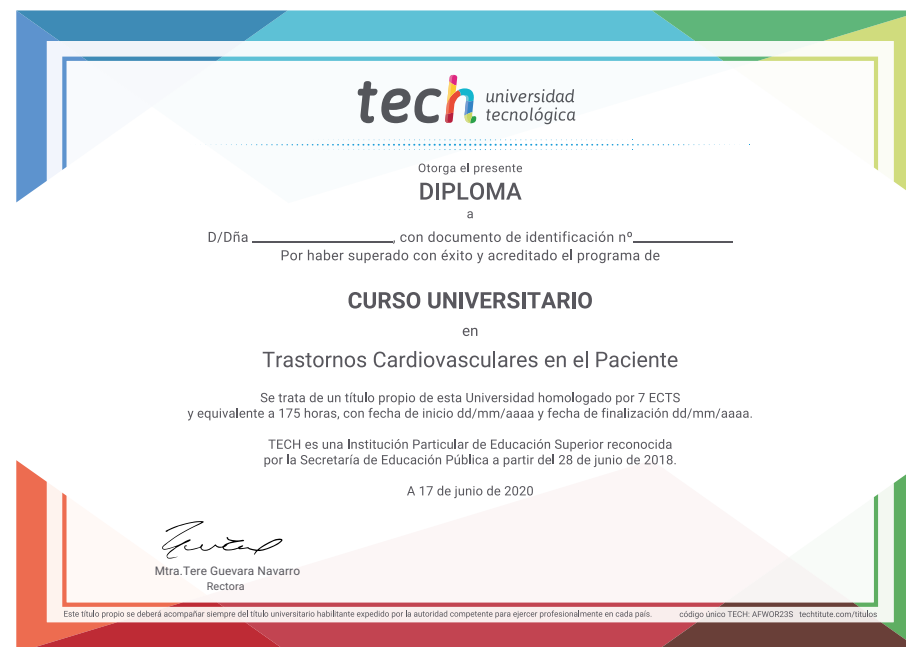 tech universidad
tecnológica
Otorga el presente
DIPLOMA
a
D/Dña ________________, con documento de identificación nº____________
Por haber superado con éxito y acreditado el programa de
CURSO UNIVERSITARIO
en
Trastornos Cardiovasculares en el Paciente
Se trata de un título propio de esta Universidad homologado por 7 ECTS
y equivalente a 175 horas, con fecha de inicio dd/mm/aaaa y fecha de finalización dd/mm/aaaa.
TECH es una Institución Particular de Educación Superior reconocida
por la Secretaría de Educación Pública a partir del 28 de junio de 2018.
A 17 de junio de 2020
Mtra.Tere Guevara Navarro
Rectora
Este título propio se deberá acompañar siempre del título universitario habilitante expedido por la autoridad competente para ejercer profesionalmente en cada país. código único TECH: AFWOR23S techtitute.com/titulos